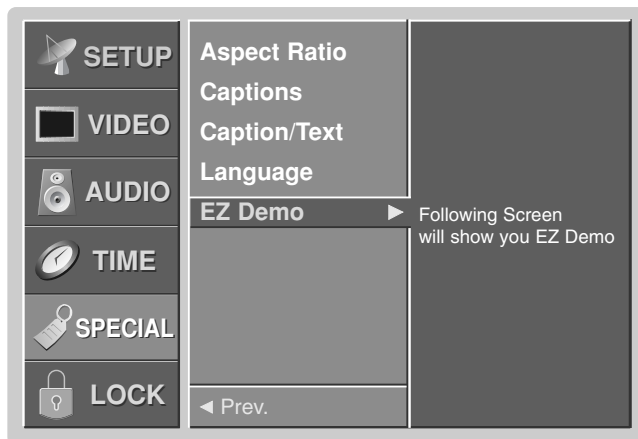 SETUP
VIDEO
AUDIO
TIME
SPECIAL
LOCK
Aspect Ratio
Captions
Caption/Text
Language
EZ Demo ►
◄ Prev.
Following Screen
will show you EZ Demo